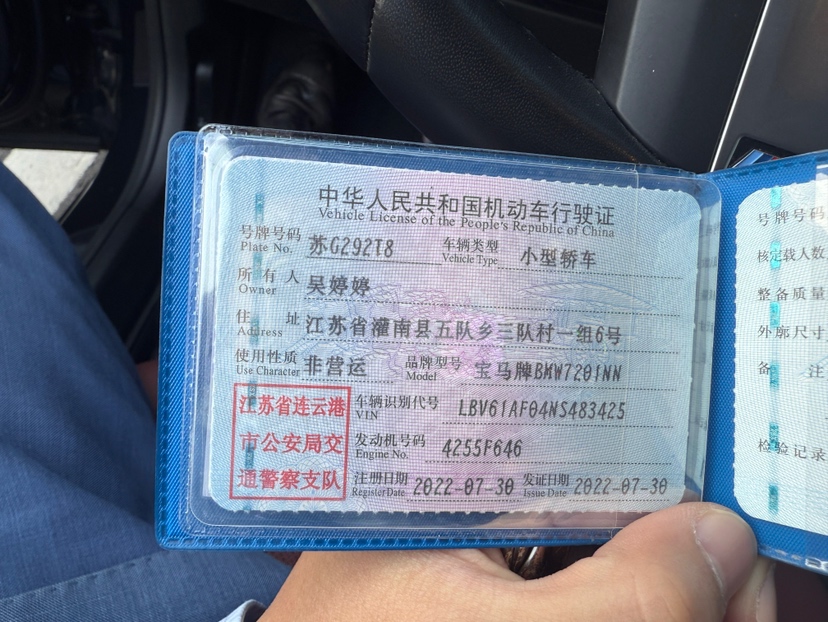 中华人民共和国机动车行驶证
Vehicle License of the People's Republic of China
号牌号码 苏G292T8 车辆类型 小型轿车
Plate No. Vehicle Type
所有人 吴婷婷
Owner
住址 江苏省灌南县五队乡三队村一组6号
Address
使用性质 非营运 品牌型号 宝马牌BMW7201NN
Use Character Model
江苏省连云港
市公安局交
通警察支队
车辆识别代号 LBV61AF04NS483425
VIN
发动机号码 4255F646
Engine No.
注册日期 2022-07-30 发证日期 2022-07-30
Register Date Issue Date
号牌号码
核定载人数
整备质量
外廓尺寸
备注
检验记录